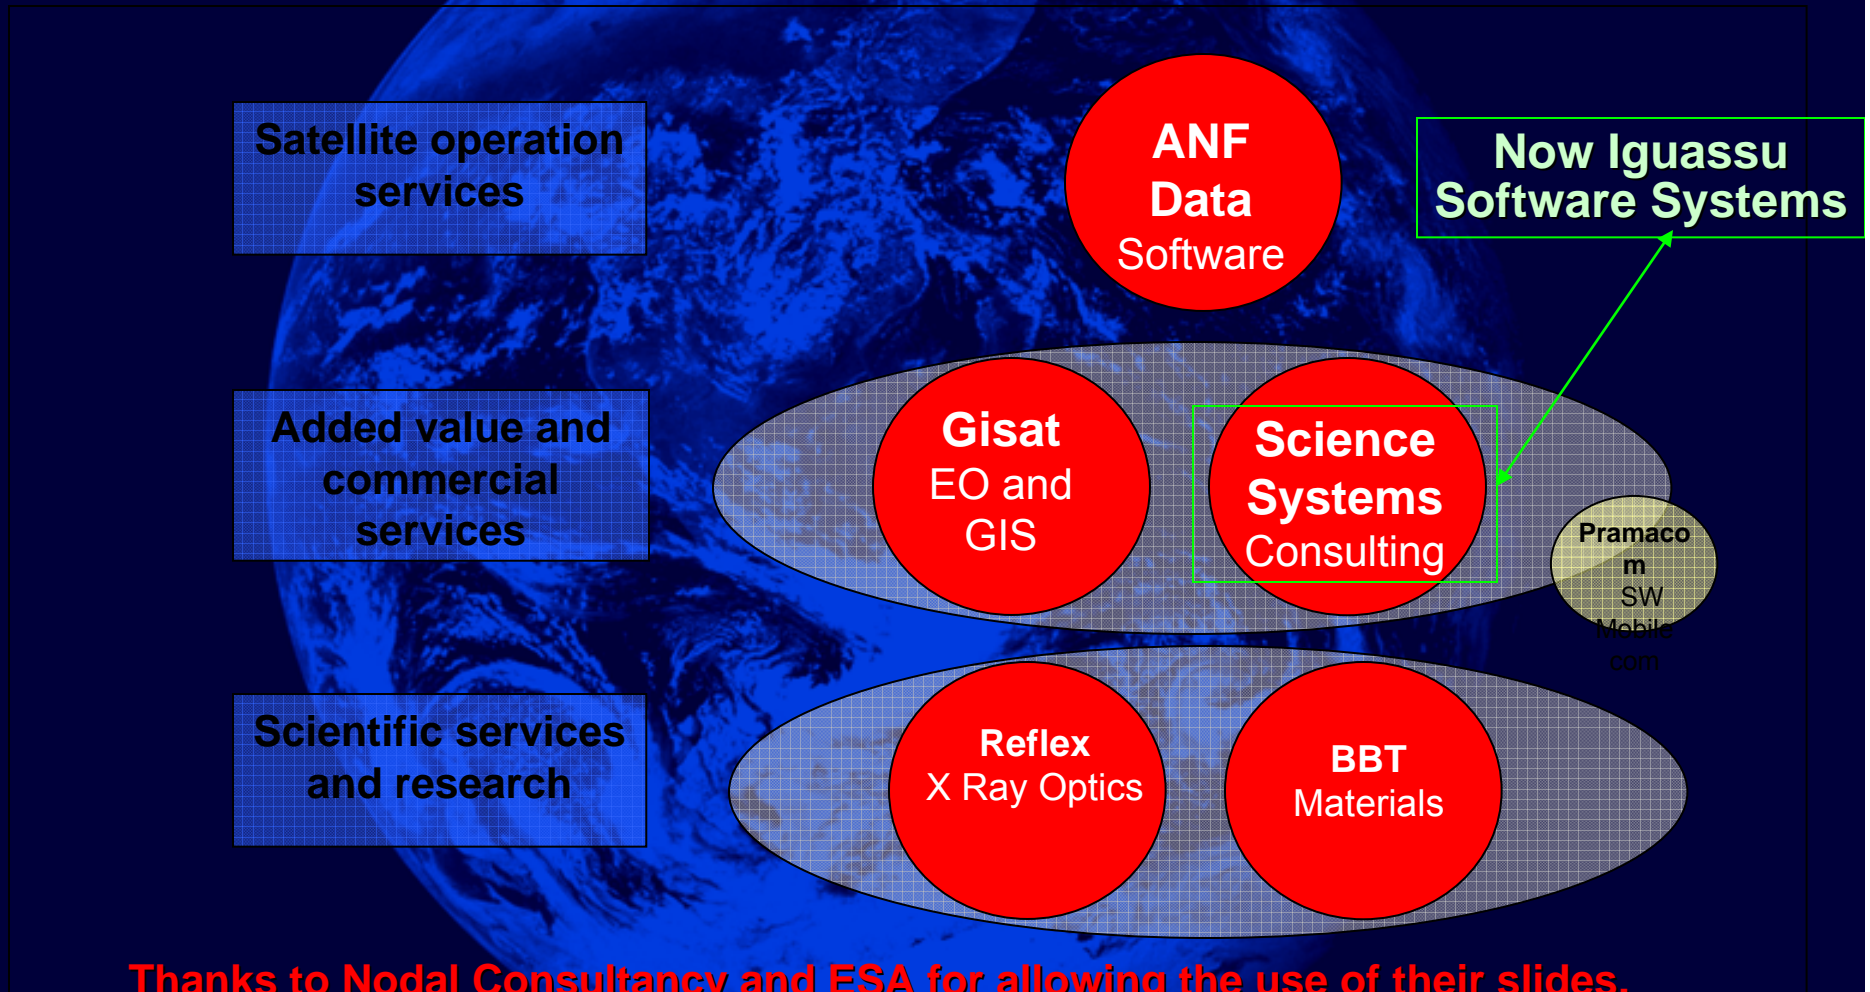 Satellite operation
services
ANF
Data
Software
Now Iguassu
Software Systems
Added value and
commercial
services
Gisat
EO and
GIS
Science
Systems
Consulting
Pramaco
m
SW
Mobile
com
Scientific services
and research
Reflex
X Ray Optics
BBT
Materials
Thanks to Nodal Consultancy and ESA for allowing the use of their slides.